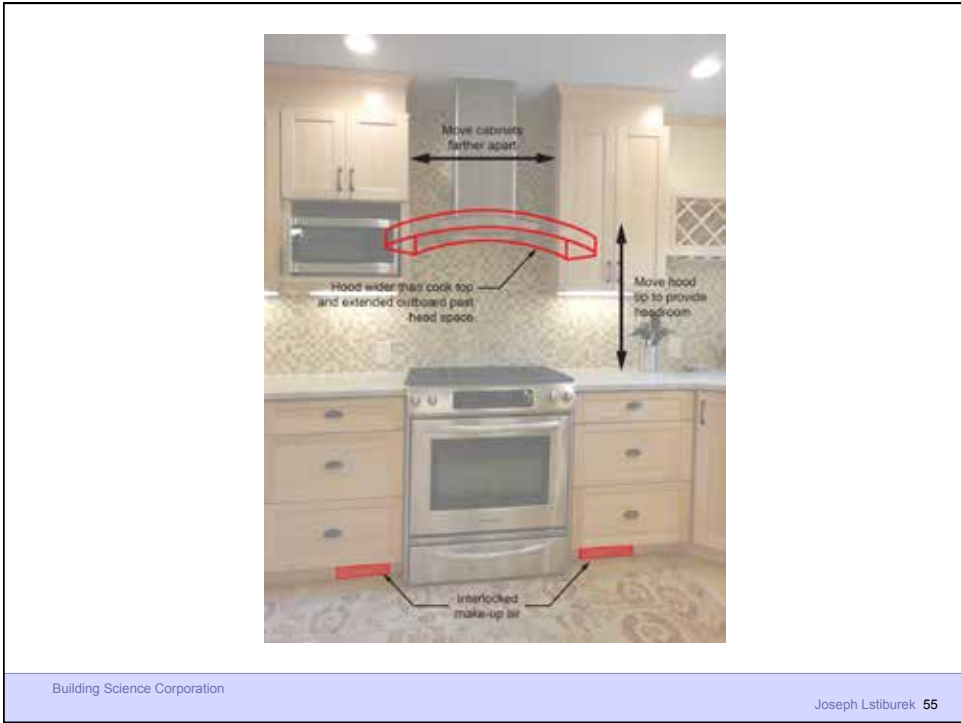 Move cabinets
farther apart
Hood wider than cook top
and extended outboard past
head space
Move hood
up to provide
headroom
Interlocked
make-up air
Building Science Corporation
Joseph Lstiburek 55